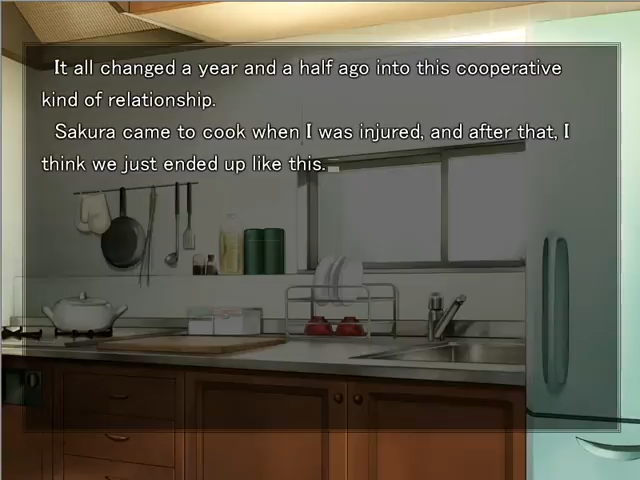 It all changed a year and a half ago into this cooperative
kind of relationship.
Sakura came to cook when I was injured, and after that, I
think we just ended up like this.